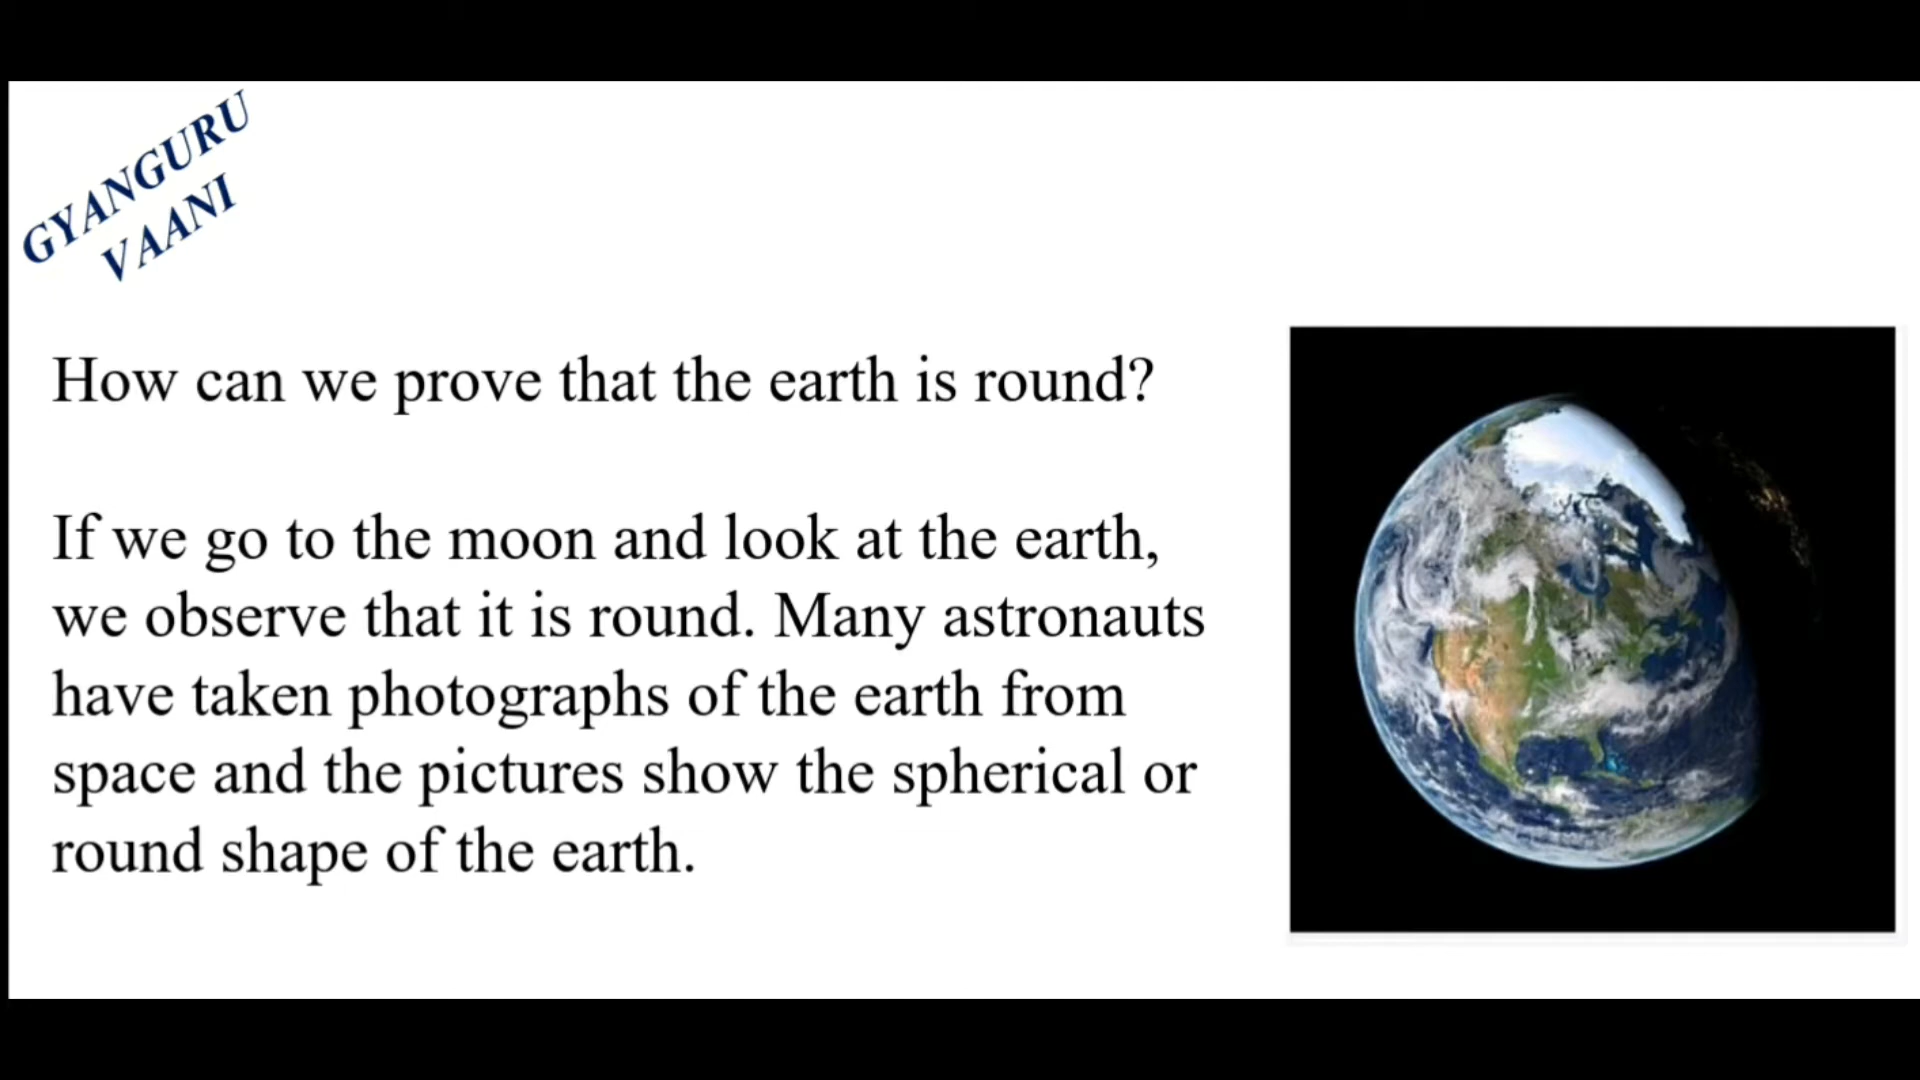 GYANGURU
VAANI
How can we prove that the earth is round?
If we go to the moon and look at the earth,
we observe that it is round. Many astronauts
have taken photographs of the earth from
space and the pictures show the spherical or
round shape of the earth.